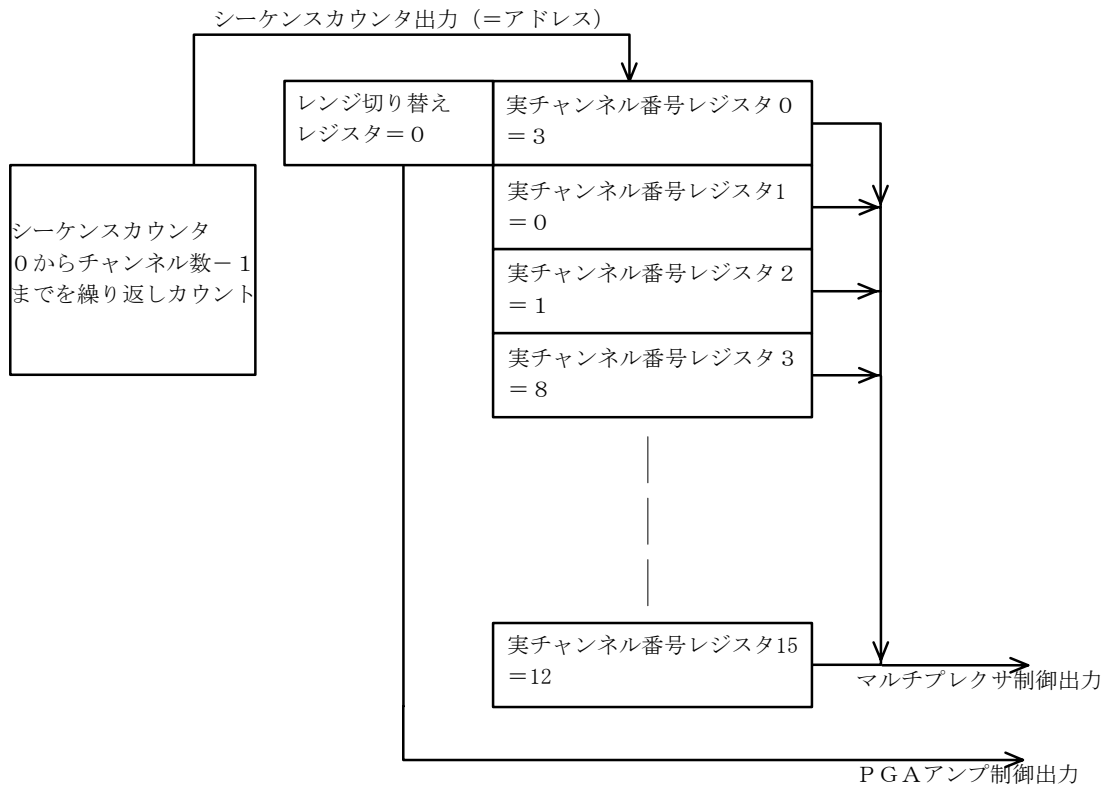 シーケンスカウンタ出力（＝アドレス）
レンジ切り替え
レジスタ＝０
実チャンネル番号レジスタ０
＝３
シーケンスカウンタ
０からチャンネル数－１
までを繰り返しカウント
実チャンネル番号レジスタ1
＝０
実チャンネル番号レジスタ２
＝１
実チャンネル番号レジスタ３
＝８
実チャンネル番号レジスタ15
＝12
マルチプレクサ制御出力
ＰＧAアンプ制御出力